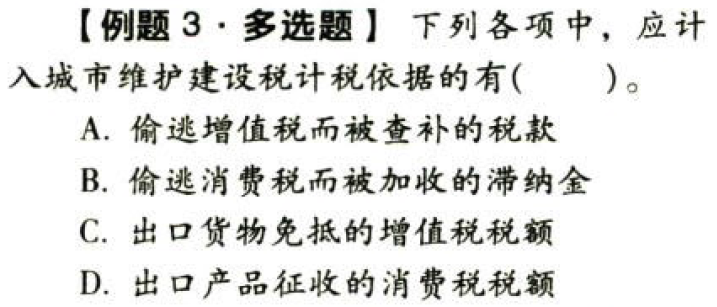 【例题 3·多选题】 下列各项中，应计
入城市维护建设税计税依据的有(　　)。
A. 偷逃增值税而被查补的税款
B. 偷逃消费税而被加收的滞纳金
C. 出口货物免抵的增值税税额
D. 出口产品征收的消费税税额